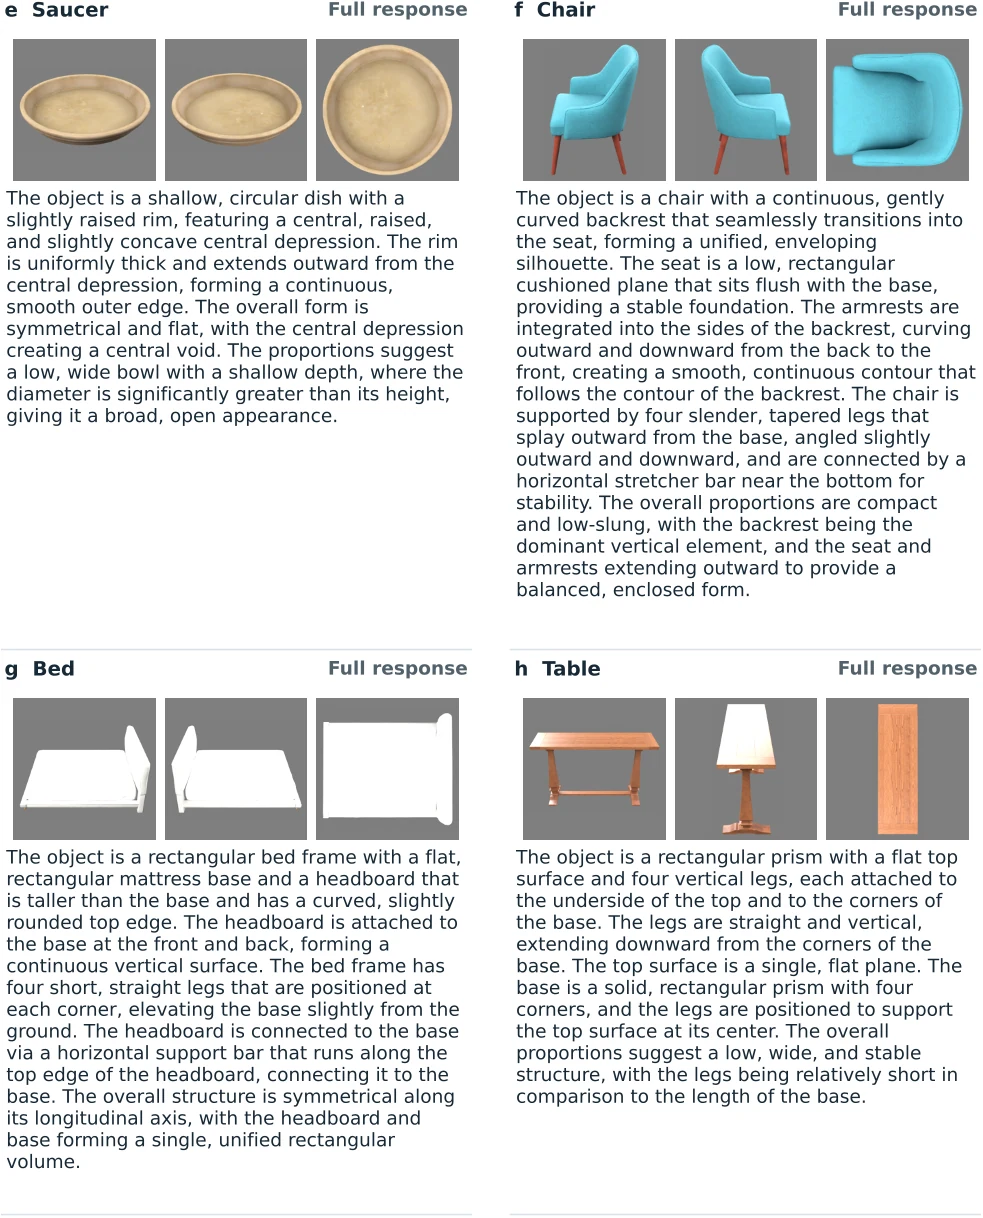 e Saucer Full response
The object is a shallow, circular dish with a
slightly raised rim, featuring a central, raised,
and slightly concave central depression. The rim
is uniformly thick and extends outward from the
central depression, forming a continuous,
smooth outer edge. The overall form is
symmetrical and flat, with the central depression
creating a central void. The proportions suggest
a low, wide bowl with a shallow depth, where the
diameter is significantly greater than its height,
giving it a broad, open appearance.
f Chair Full response
The object is a chair with a continuous, gently
curved backrest that seamlessly transitions into
the seat, forming a unified, enveloping
silhouette. The seat is a low, rectangular
cushioned plane that sits flush with the base,
providing a stable foundation. The armrests are
integrated into the sides of the backrest, curving
outward and downward from the back to the
front, creating a smooth, continuous contour that
follows the contour of the backrest. The chair is
supported by four slender, tapered legs that
splay outward from the base, angled slightly
outward and downward, and are connected by a
horizontal stretcher bar near the bottom for
stability. The overall proportions are compact
and low-slung, with the backrest being the
dominant vertical element, and the seat and
armrests extending outward to provide a
balanced, enclosed form.
g Bed Full response
The object is a rectangular bed frame with a flat,
rectangular mattress base and a headboard that
is taller than the base and has a curved, slightly
rounded top edge. The headboard is attached to
the base at the front and back, forming a
continuous vertical surface. The bed frame has
four short, straight legs that are positioned at
each corner, elevating the base slightly from the
ground. The headboard is connected to the base
via a horizontal support bar that runs along the
top edge of the headboard, connecting it to the
base. The overall structure is symmetrical along
its longitudinal axis, with the headboard and
base forming a single, unified rectangular
volume.
h Table Full response
The object is a rectangular prism with a flat top
surface and four vertical legs, each attached to
the underside of the top and to the corners of
the base. The legs are straight and vertical,
extending downward from the corners of the
base. The top surface is a single, flat plane. The
base is a solid, rectangular prism with four
corners, and the legs are positioned to support
the top surface at its center. The overall
proportions suggest a low, wide, and stable
structure, with the legs being relatively short in
comparison to the length of the base.